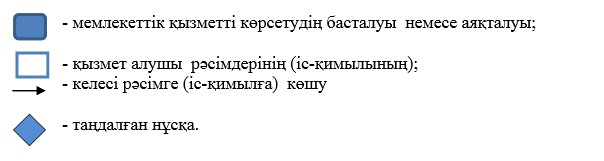 - мемлекеттік қызметті көрсетудің басталуы немесе аяқталуы;
- қызмет алушы рәсімдерінің (іс-қимылының);
- келесі рәсімге (іс-қимылға) көшу
- таңдалған нұсқа.